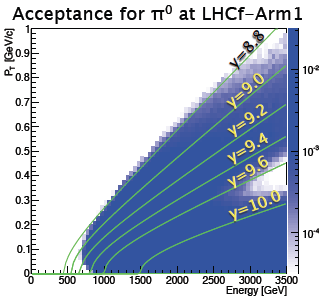 Acceptance for π⁰ at LHCf-Arm1
P_T [GeV/c]
1
0.9
0.8
0.7
0.6
0.5
0.4
0.3
0.2
0.1
0
y=8.8
y=9.0
y=9.2
y=9.4
y=9.6
y=10.0
10⁻²
10⁻³
10⁻⁴
0 500 1000 1500 2000 2500 3000 3500
Energy [GeV]